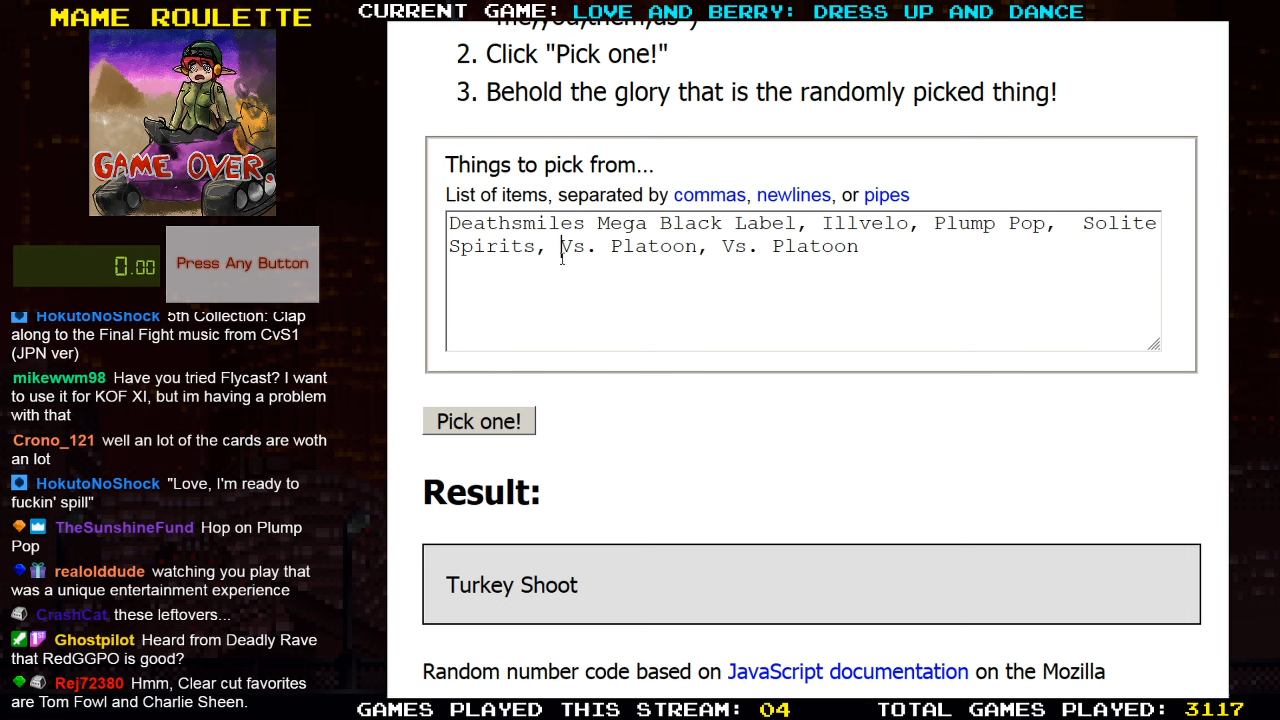 MAME ROULETTE
CURRENT GAME: LOVE AND BERRY: DRESS UP AND DANCE
GAME OVER.
0.00
Press Any Button
HokutoNoShock 5th Collection: Clap
along to the Final Fight music from CvS1
(JPN ver)
mikewwm98 Have you tried Flycast? I want
to use it for KOF XI, but im having a problem
with that
Crono_121 well an lot of the cards are woth
an lot
HokutoNoShock "Love, I'm ready to
fuckin' spill"
TheSunshineFund Hop on Plump
Pop
realolddude watching you play that
was a unique entertainment experience
CrashCat these leftovers...
Ghostpilot Heard from Deadly Rave
that RedGGPO is good?
Rej72380 Hmm, Clear cut favorites
are Tom Fowl and Charlie Sheen.
me/you/them/us")
2. Click "Pick one!"
3. Behold the glory that is the randomly picked thing!
Things to pick from...
List of items, separated by commas, newlines, or pipes
Deathsmiles Mega Black Label, Illvelo, Plump Pop,  Solite
Spirits, Vs. Platoon, Vs. Platoon
Pick one!
Result:
Turkey Shoot
Random number code based on JavaScript documentation on the Mozilla
GAMES PLAYED THIS STREAM: 04
TOTAL GAMES PLAYED: 3117